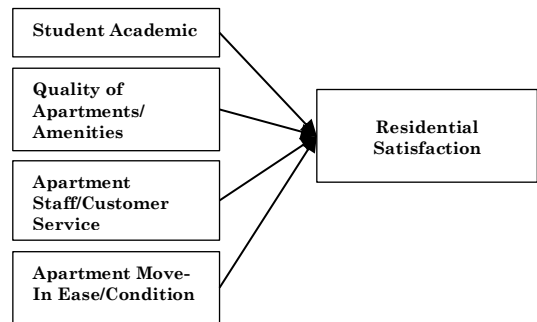 Student Academic
Quality of
Apartments/
Amenities
Apartment
Staff/Customer
Service
Apartment Move-
In Ease/Condition
Residential
Satisfaction